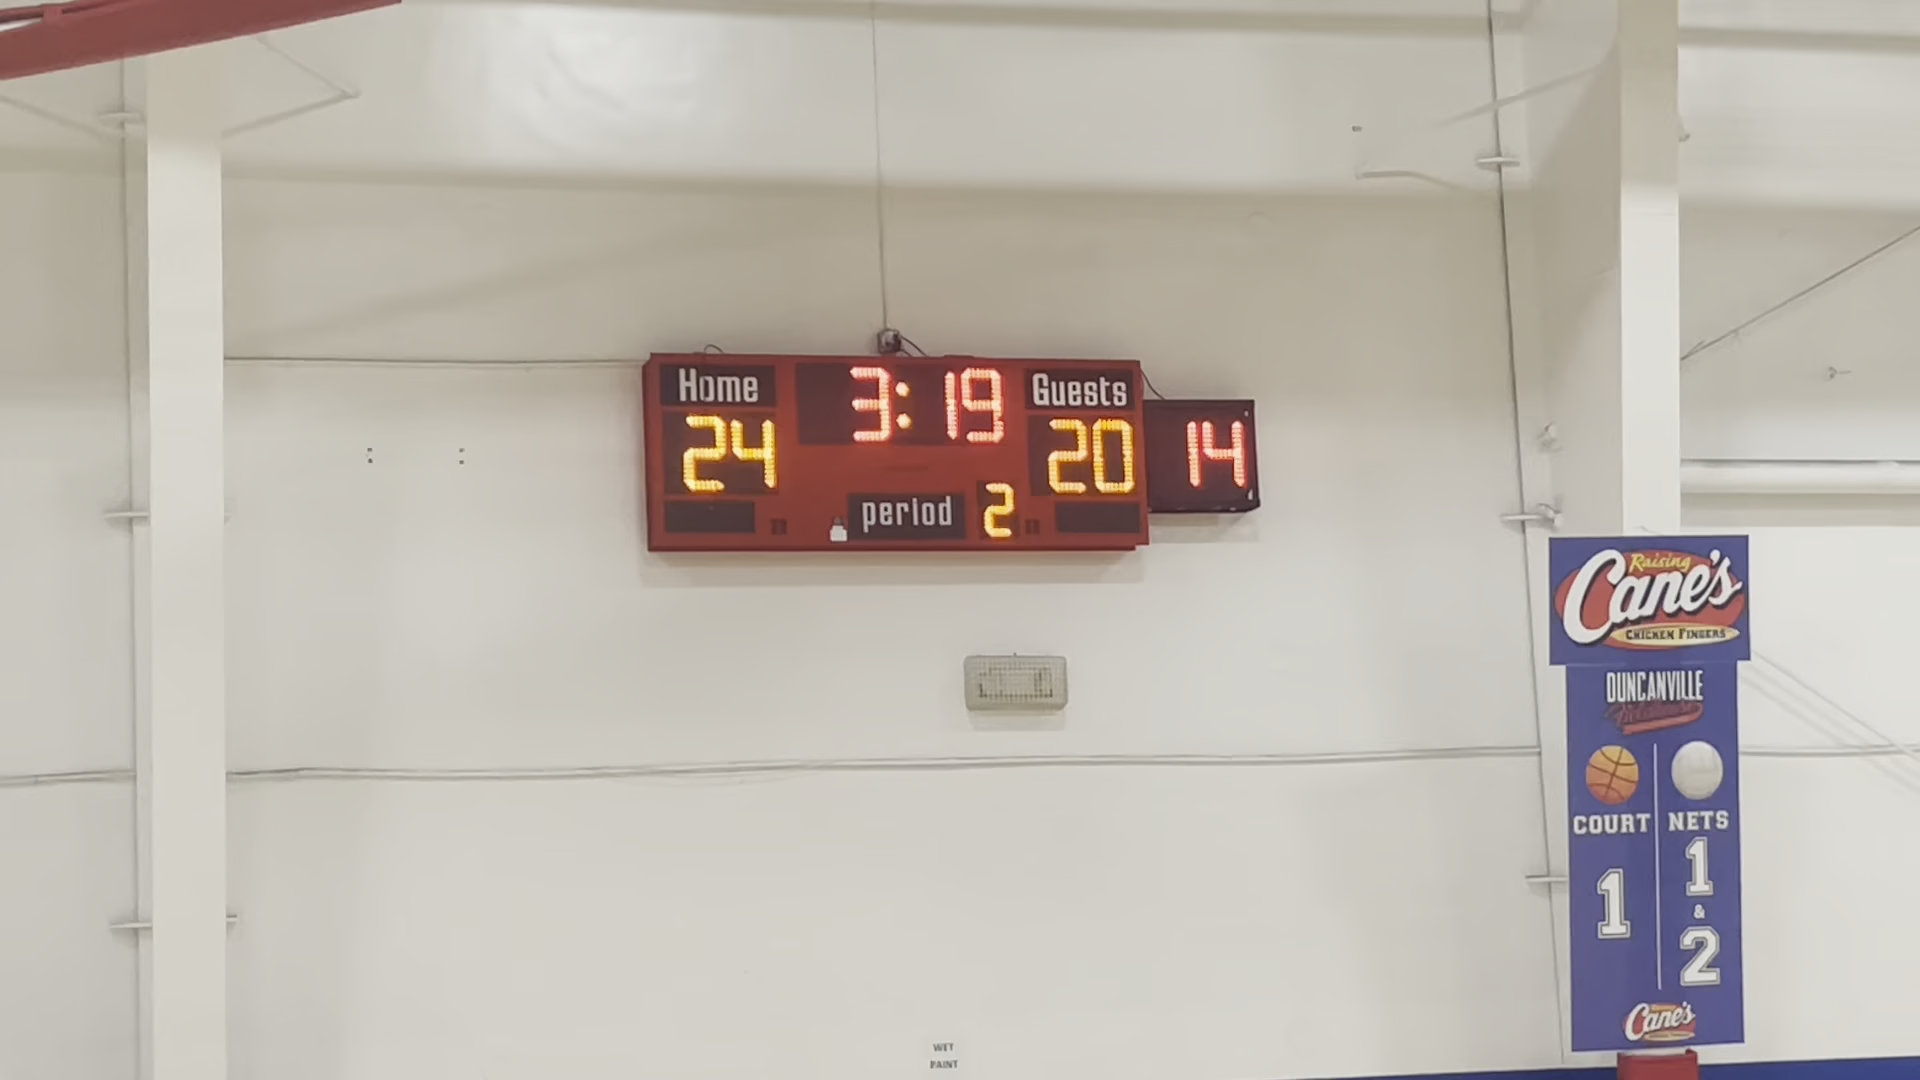 Home
3:19
Guests
24
20
14
period
2
Raising
Cane's
CHICKEN FINGERS
DUNCANVILLE
Fieldhouse
COURT
NETS
1
1
&
2
Cane's
WET
PAINT